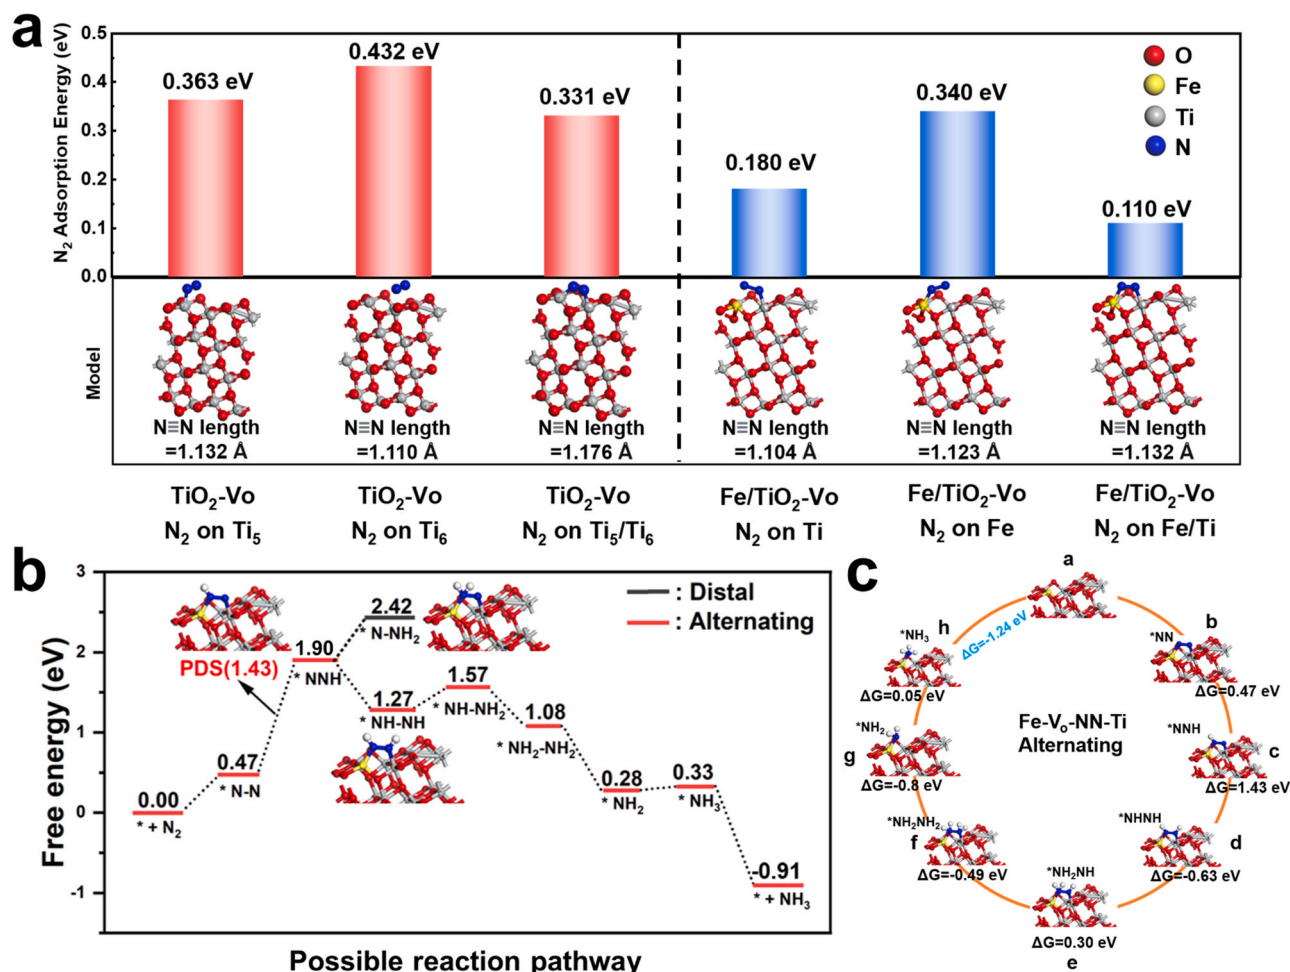 a
N₂ Adsorption Energy (eV)
0.5
0.4
0.3
0.2
0.1
0.0
0.363 eV
0.432 eV
0.331 eV
0.180 eV
0.340 eV
0.110 eV
O
Fe
Ti
N
Model
N≡N length
=1.132 Å
N≡N length
=1.110 Å
N≡N length
=1.176 Å
N≡N length
=1.104 Å
N≡N length
=1.123 Å
N≡N length
=1.132 Å
TiO₂-Vo
N₂ on Ti₅
TiO₂-Vo
N₂ on Ti₆
TiO₂-Vo
N₂ on Ti₅/Ti₆
Fe/TiO₂-Vo
N₂ on Ti
Fe/TiO₂-Vo
N₂ on Fe
Fe/TiO₂-Vo
N₂ on Fe/Ti
b
Free energy (eV)
3
2
1
0
-1
: Distal
: Alternating
PDS(1.43)
0.00
* + N₂
0.47
* N-N
1.90
* NNH
2.42
* N-NH₂
1.27
* NH-NH
1.57
* NH-NH₂
1.08
* NH₂-NH₂
0.28
* NH₂
0.33
* NH₃
-0.91
* + NH₃
Possible reaction pathway
c
a
b
*NN
ΔG=0.47 eV
*NNH
c
ΔG=1.43 eV
*NHNH
d
ΔG=-0.63 eV
*NH₂NH
ΔG=0.30 eV
e
*NH₂NH₂
f
ΔG=-0.49 eV
*NH₂
g
ΔG=-0.8 eV
h
*NH₃
ΔG=0.05 eV
ΔG=-1.24 eV
Fe-Vₒ-NN-Ti
Alternating